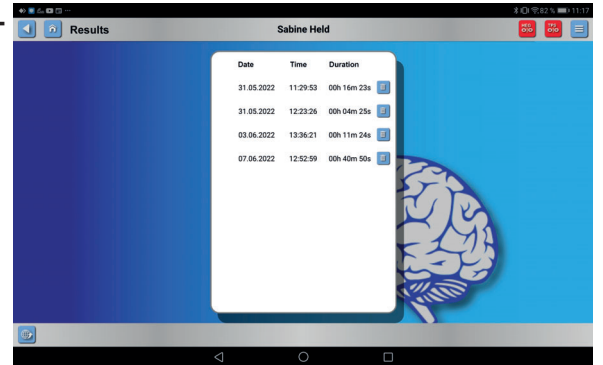 82 % 11:17
Results Sabine Held
Date Time Duration
31.05.2022 11:29:53 00h 16m 23s
31.05.2022 12:23:26 00h 04m 25s
03.06.2022 13:36:21 00h 11m 24s
07.06.2022 12:52:59 00h 40m 50s